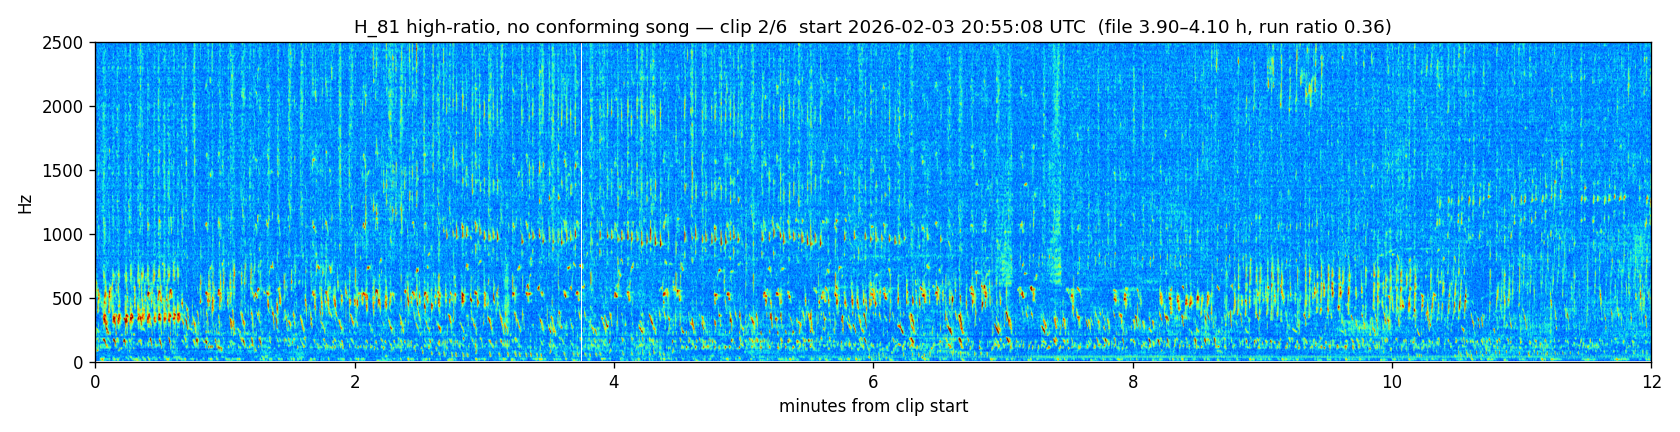 H_81 high-ratio, no conforming song — clip 2/6  start 2026-02-03 20:55:08 UTC  (file 3.90–4.10 h, run ratio 0.36)
2500
2000
1500
1000
500
0
Hz
0 2 4 6 8 10 12
minutes from clip start